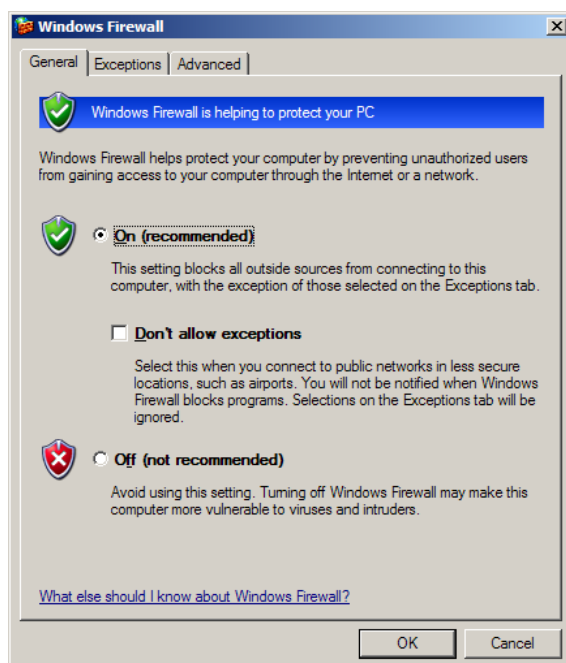 Windows Firewall
General
Exceptions
Advanced
Windows Firewall is helping to protect your PC
Windows Firewall helps protect your computer by preventing unauthorized users
from gaining access to your computer through the Internet or a network.
On (recommended)
This setting blocks all outside sources from connecting to this
computer, with the exception of those selected on the Exceptions tab.
Don't allow exceptions
Select this when you connect to public networks in less secure
locations, such as airports. You will not be notified when Windows
Firewall blocks programs. Selections on the Exceptions tab will be
ignored.
Off (not recommended)
Avoid using this setting. Turning off Windows Firewall may make this
computer more vulnerable to viruses and intruders.
What else should I know about Windows Firewall?
OK
Cancel